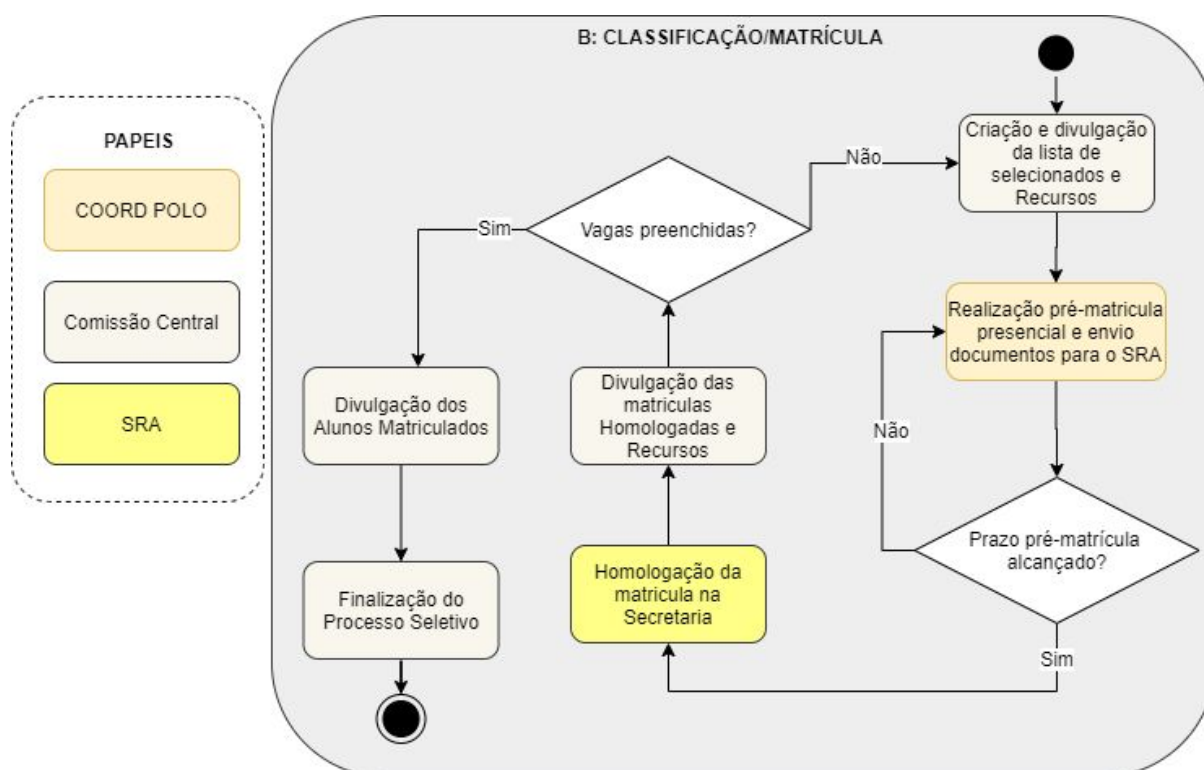 B: CLASSIFICAÇÃO/MATRÍCULA
PAPEIS
COORD POLO
Comissão Central
SRA
Criação e divulgação
da lista de
selecionados e
Recursos
Não
Vagas preenchidas?
Sim
Realização pré-matricula
presencial e envio
documentos para o SRA
Não
Prazo pré-matrícula
alcançado?
Sim
Homologação da
matricula na
Secretaria
Divulgação das
matriculas
Homologadas e
Recursos
Divulgação dos
Alunos Matriculados
Finalização do
Processo Seletivo